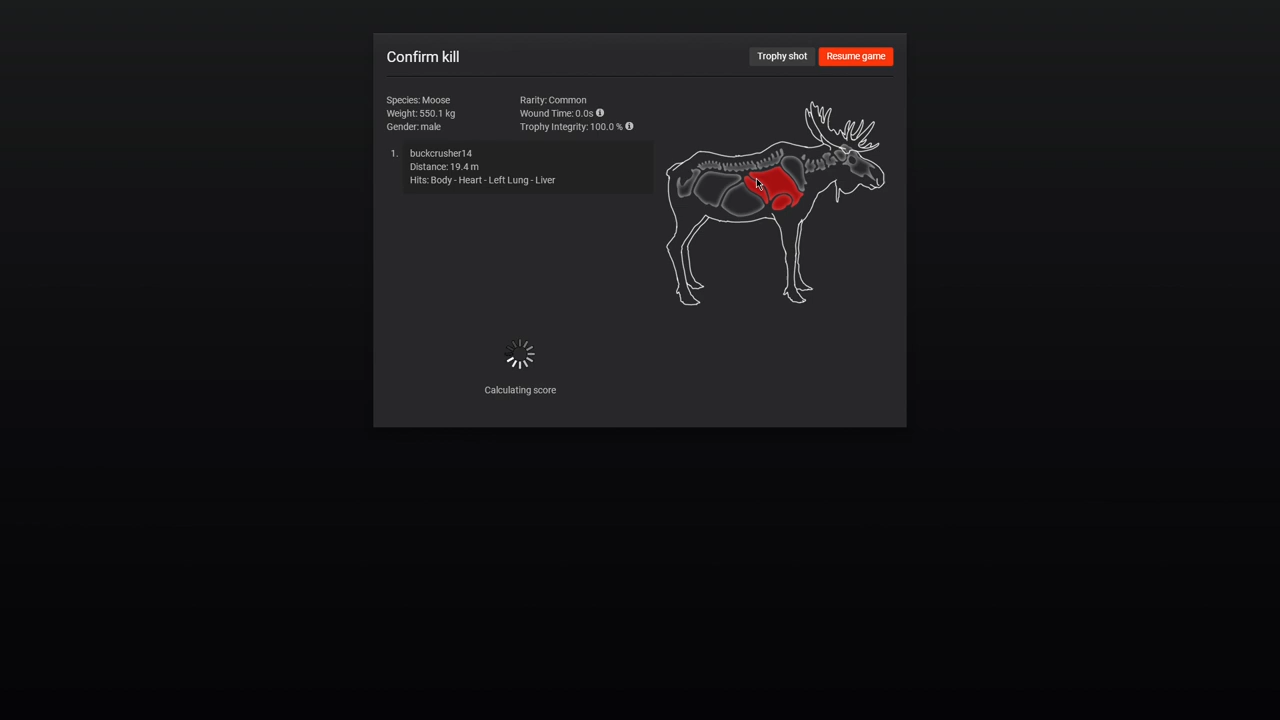 Confirm kill
Trophy shot
Resume game
Species: Moose
Rarity: Common
Weight: 550.1 kg
Wound Time: 0.0s
Gender: male
Trophy Integrity: 100.0 %
1. buckcrusher14
Distance: 19.4 m
Hits: Body - Heart - Left Lung - Liver
Calculating score